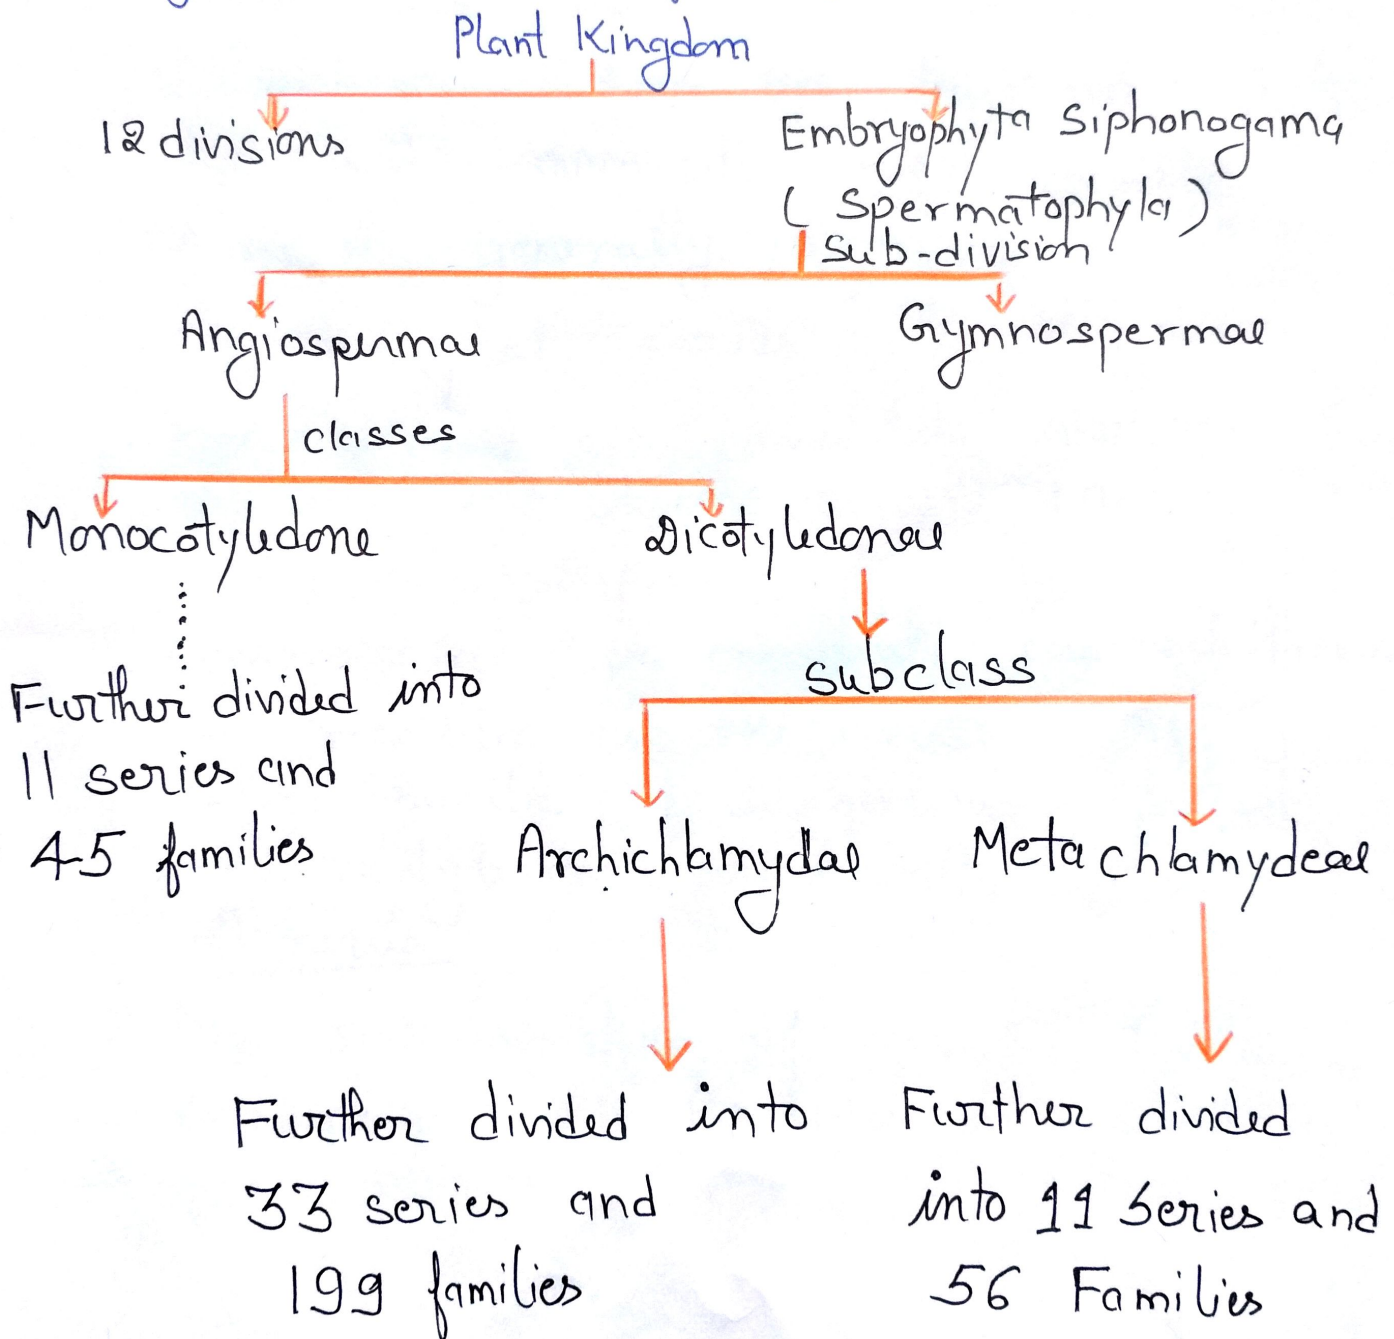 Plant Kingdom
12 divisions
Embryophyta Siphonogama
(Spermatophyla)
Sub-division
Angiospermae
Gymnospermae
classes
Monocotyledone
Dicotyledonae
Subclass
Further divided into
11 series and
45 families
Archichlamydae
Metachlamydeae
Further divided into
33 series and
199 families
Further divided
into 11 Series and
56 Families